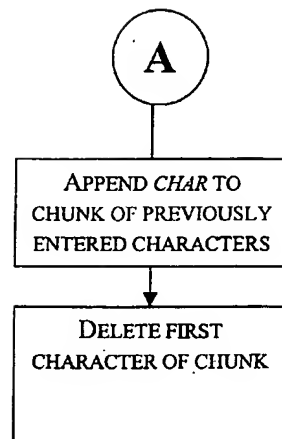 A
APPEND CHAR TO
CHUNK OF PREVIOUSLY
ENTERED CHARACTERS
DELETE FIRST
CHARACTER OF CHUNK